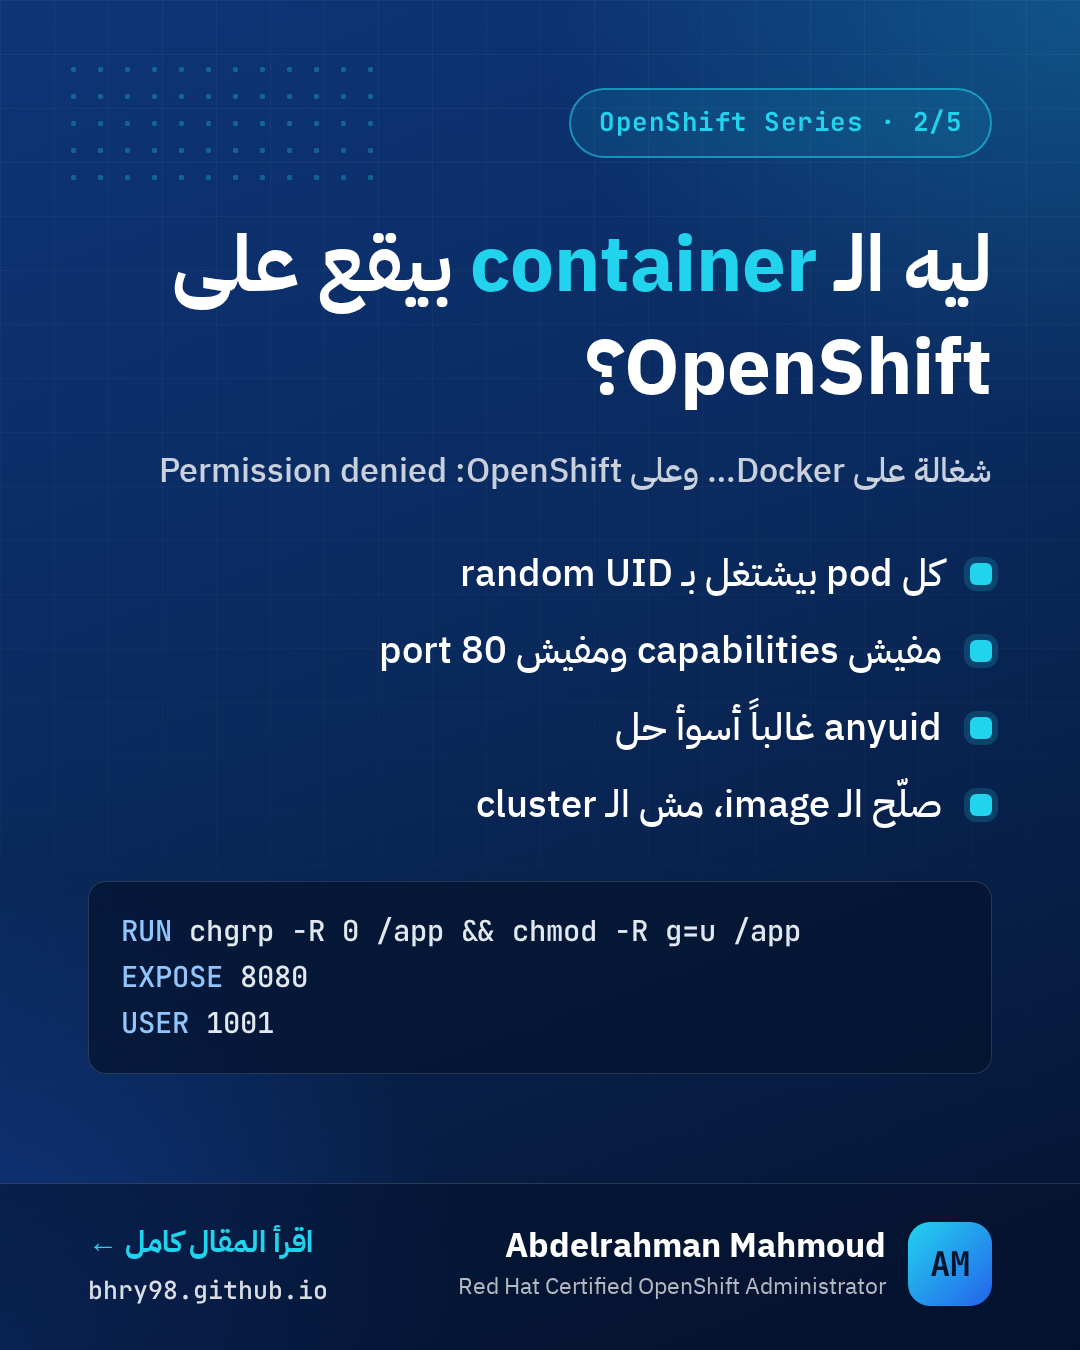 OpenShift Series · 2/5
ليه الـ container بيقع على
OpenShift؟
شغالة على Docker... وعلى OpenShift: Permission denied
كل pod بيشتغل بـ random UID
مفيش capabilities ومفيش port 80
anyuid غالباً أسوأ حل
صلّح الـ image، مش الـ cluster
RUN chgrp -R 0 /app && chmod -R g=u /app
EXPOSE 8080
USER 1001
AM
Abdelrahman Mahmoud
Red Hat Certified OpenShift Administrator
اقرأ المقال كامل ←
bhry98.github.io